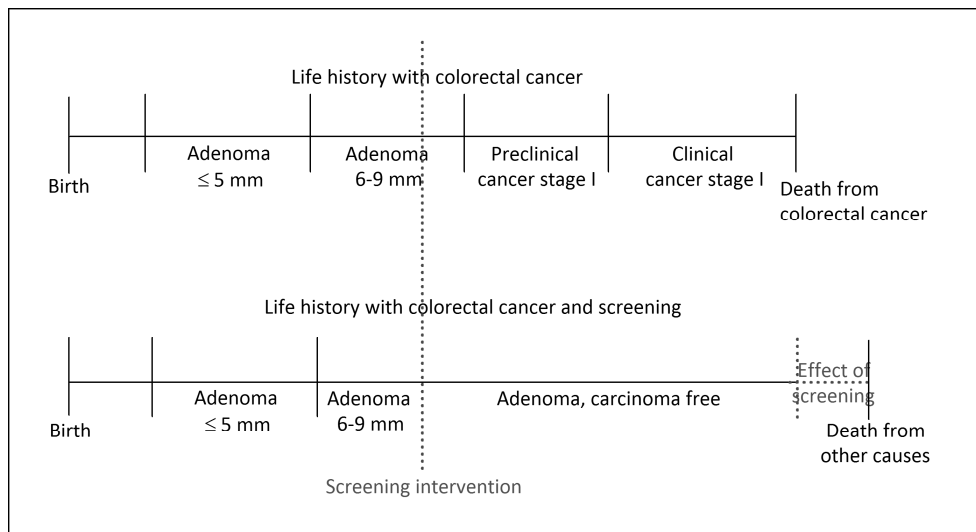 Life history with colorectal cancer
Birth
Adenoma
≤ 5 mm
Adenoma
6-9 mm
Preclinical
cancer stage I
Clinical
cancer stage I
Death from
colorectal cancer
Life history with colorectal cancer and screening
Birth
Adenoma
≤ 5 mm
Adenoma
6-9 mm
Adenoma, carcinoma free
Effect of
screening
Death from
other causes
Screening intervention